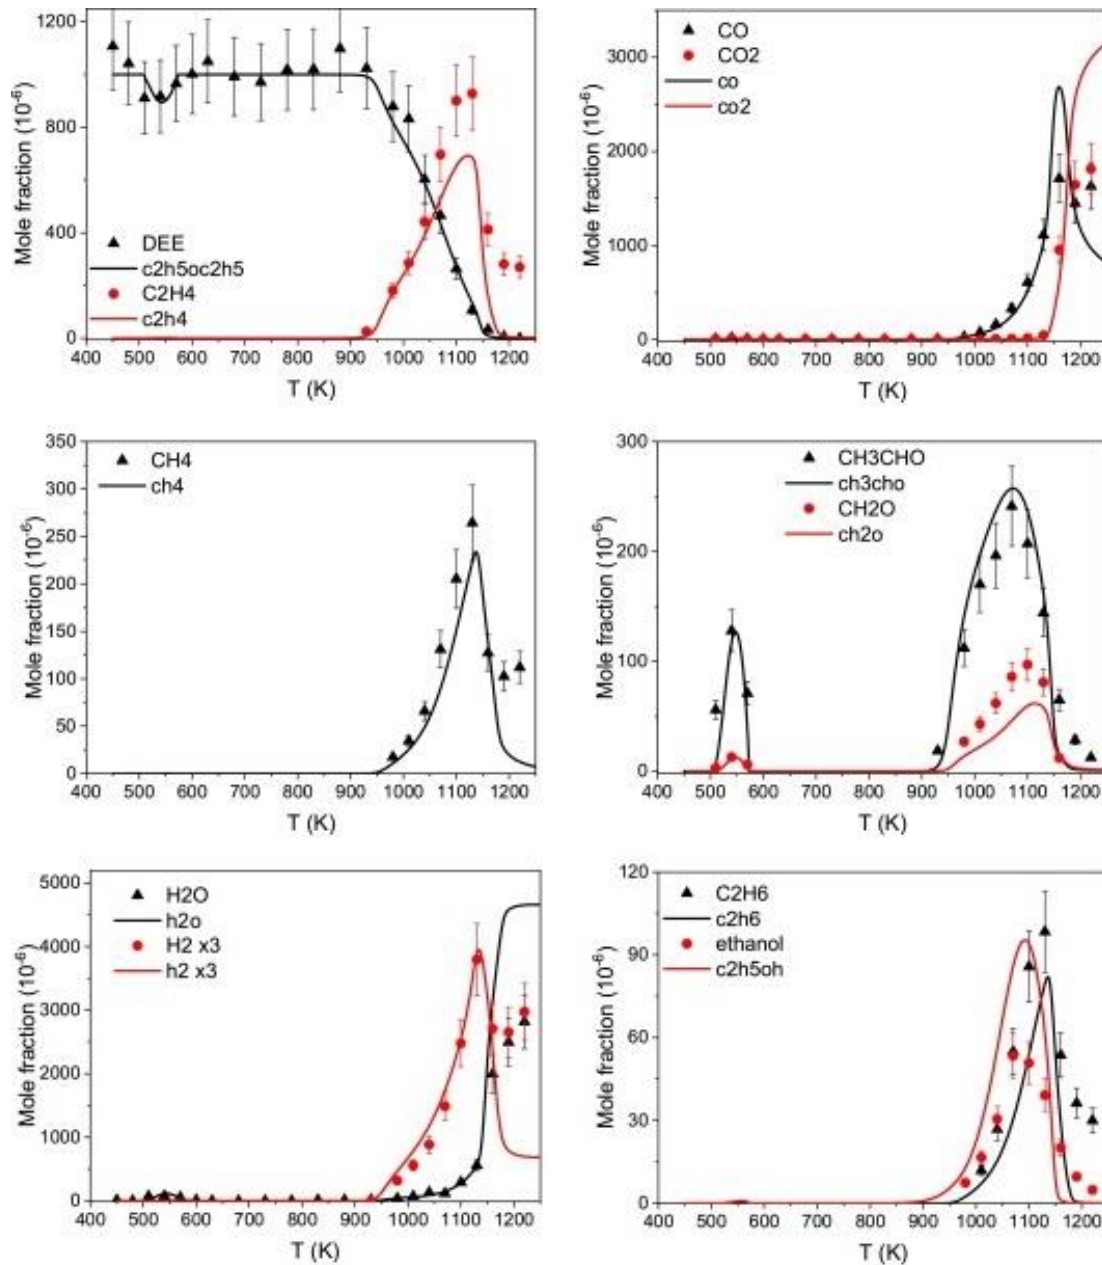 1200
800
400
0
Mole fraction (10⁻⁶)
DEE
c2h5oc2h5
C2H4
c2h4
400 500 600 700 800 900 1000 1100 1200
T (K)
3000
2000
1000
0
Mole fraction (10⁻⁶)
CO
CO2
co
co2
400 500 600 700 800 900 1000 1100 1200
T (K)
350
300
250
200
150
100
50
0
Mole fraction (10⁻⁶)
CH4
ch4
400 500 600 700 800 900 1000 1100 1200
T (K)
300
200
100
0
Mole fraction (10⁻⁶)
CH3CHO
ch3cho
CH2O
ch2o
400 500 600 700 800 900 1000 1100 1200
T (K)
5000
4000
3000
2000
1000
0
Mole fraction (10⁻⁶)
H2O
h2o
H2 x3
h2 x3
400 500 600 700 800 900 1000 1100 1200
T (K)
120
90
60
30
0
Mole fraction (10⁻⁶)
C2H6
c2h6
ethanol
c2h5oh
400 500 600 700 800 900 1000 1100 1200
T (K)